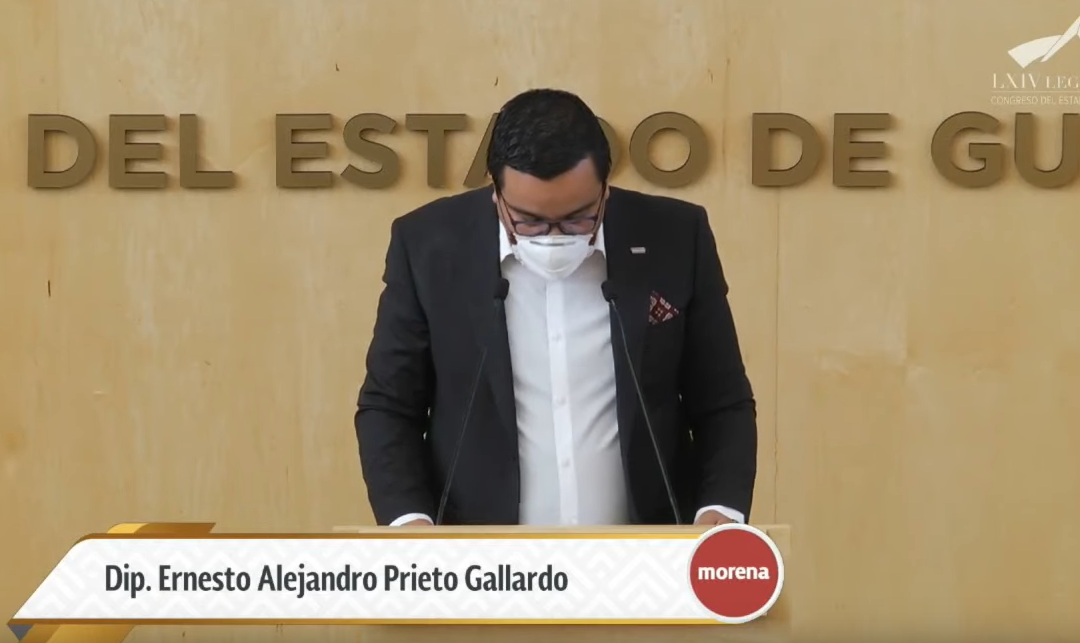 LXIV LEG
CONGRESO DEL ESTA
DEL ESTADO DE GU
Dip. Ernesto Alejandro Prieto Gallardo
morena